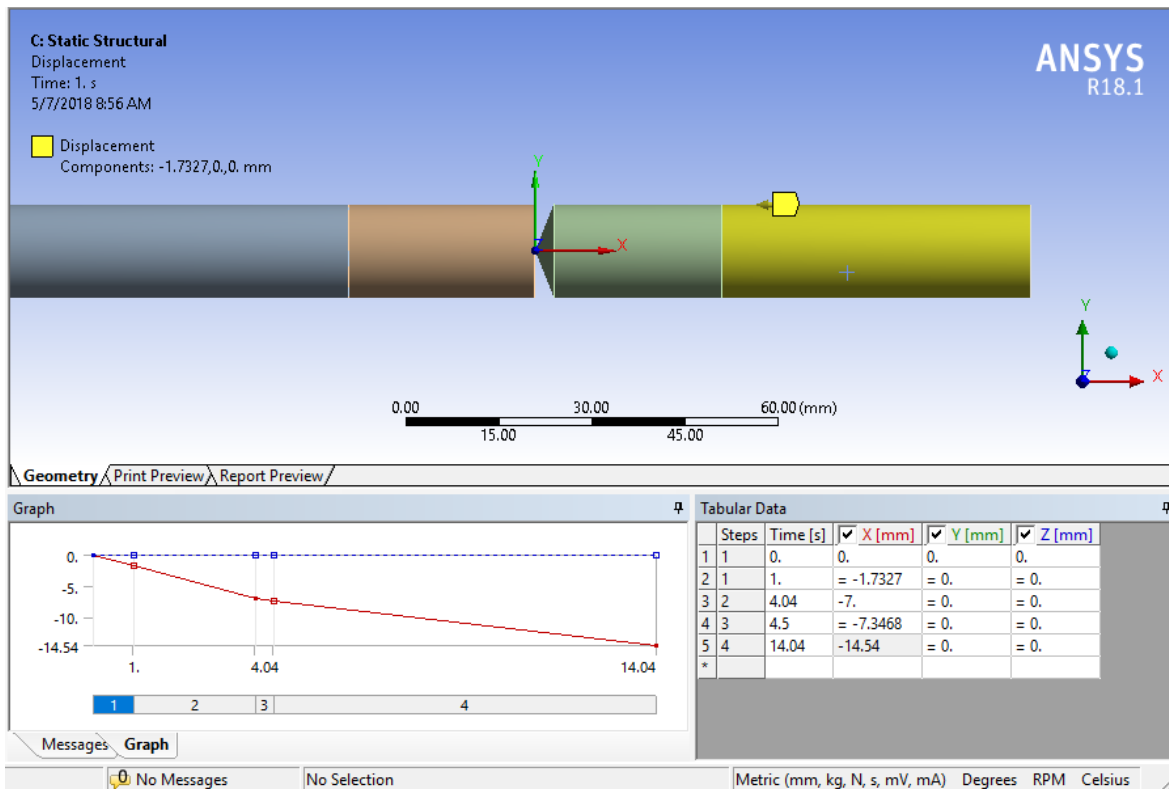 C: Static Structural
Displacement
Time: 1. s
5/7/2018 8:56 AM
Displacement
Components: -1.7327,0.,0. mm
ANSYS
R18.1
Y
X
Z
Y
X
Z
0.00 30.00 60.00 (mm)
15.00 45.00
Geometry Print Preview Report Preview
Graph
0.
-5.
-10.
-14.54
1. 4.04 14.04
1 2 3 4
Messages Graph
Tabular Data
Steps Time [s] X [mm] Y [mm] Z [mm]
1 1 0. 0. 0. 0.
2 1 1. = -1.7327 = 0. = 0.
3 2 4.04 -7. = 0. = 0.
4 3 4.5 = -7.3468 = 0. = 0.
5 4 14.04 -14.54 = 0. = 0.
*
0 No Messages No Selection Metric (mm, kg, N, s, mV, mA) Degrees RPM Celsius